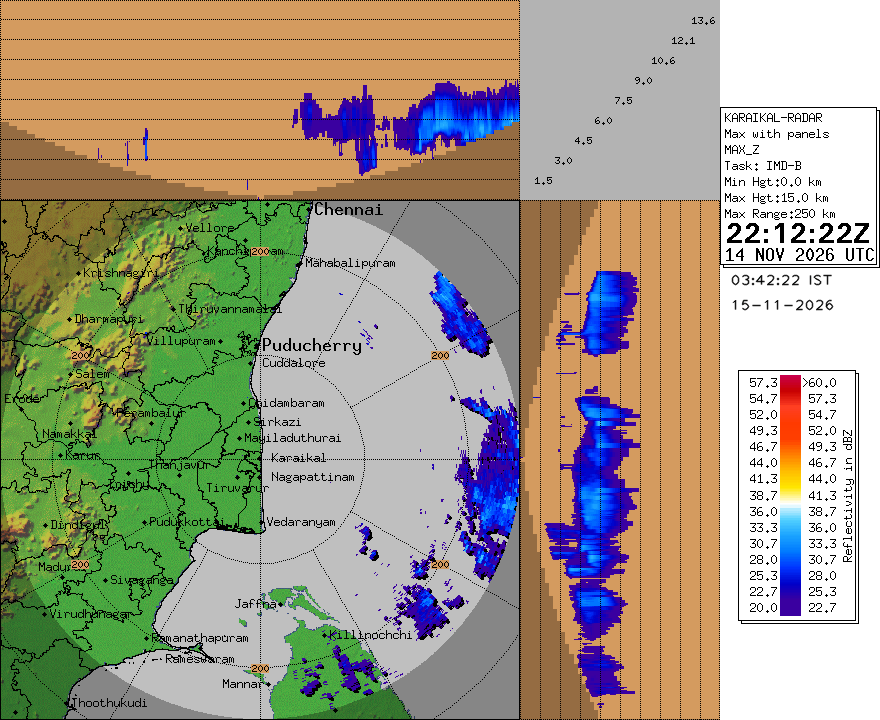 13.6
12.1
10.6
9.0
7.5
6.0
4.5
3.0
1.5
KARAIKAL-RADAR
Max with panels
MAX_Z
Task: IMD-B
Min Hgt:0.0 km
Max Hgt:15.0 km
Max Range:250 km
22:12:22Z
14 NOV 2026 UTC
03:42:22 IST
15-11-2026
Chennai
Vellore
200
Mahabalipuram
Krishnagiri
Thiruvannamalai
Dharmapuri
Villupuram
Puducherry
200
200
Cuddalore
Salem
Erode
Chidambaram
Perambalur
Sirkazi
Namakkal
Mayiladuthurai
Karur
Thanjavur
Karaikal
Nagapattinam
Tiruvarur
Dindigul
Pudukkottai
Vedaranyam
200
200
Sivaganga
Jaffna
Virudhunagar
Ramanathapuram
Killinochchi
Rameswaram
200
Mannar
Thoothukudi
57.3 >60.0
54.7 57.3
52.0 54.7
49.3 52.0
46.7 49.3
44.0 46.7
41.3 44.0
38.7 41.3
36.0 38.7
33.3 36.0
30.7 33.3
28.0 30.7
25.3 28.0
22.7 25.3
20.0 22.7
Reflectivity in dBZ